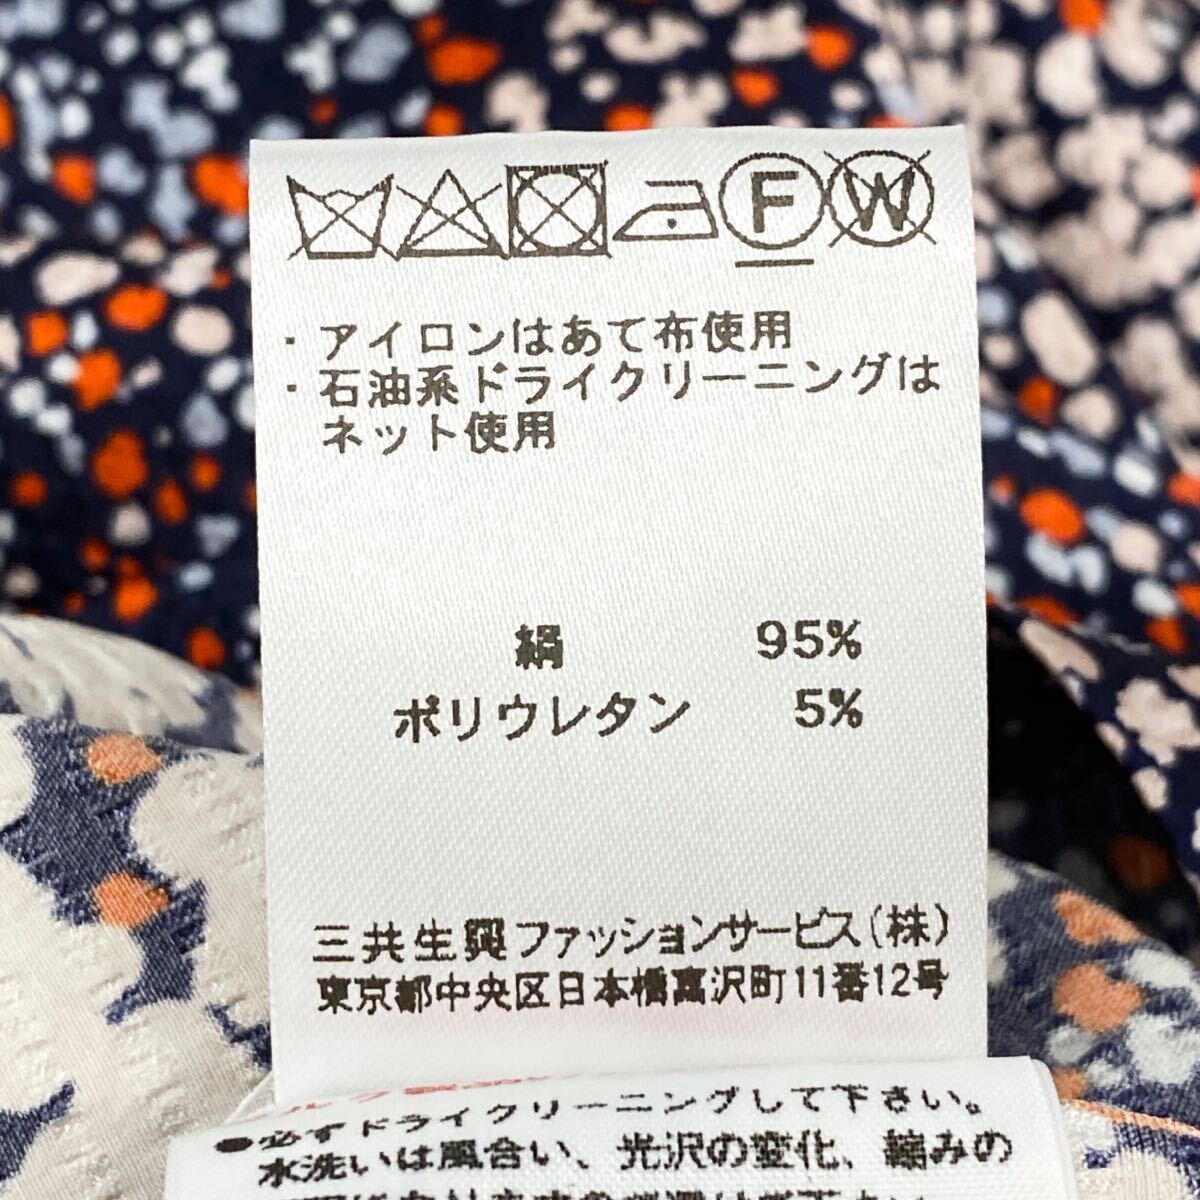 F W
・アイロンはあて布使用
・石油系ドライクリーニングは
ネット使用
絹 95%
ポリウレタン 5%
三共生興ファッションサービス(株)
東京都中央区日本橋富沢町11番12号
●必ずドライクリーニングして下さい。
水洗いは風合い、光沢の変化、縮みの